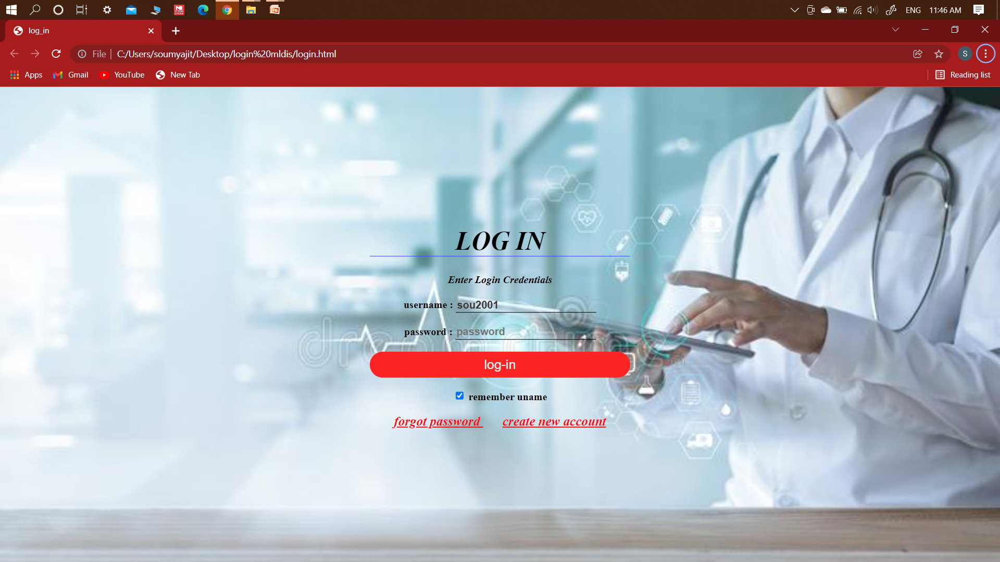 ENG 11:46 AM
log_in
File C:/Users/soumyajit/Desktop/login%20mldis/login.html
S
Apps Gmail YouTube New Tab Reading list
LOG IN
Enter Login Credentials
username : sou2001
password : password
log-in
remember uname
forgot password create new account